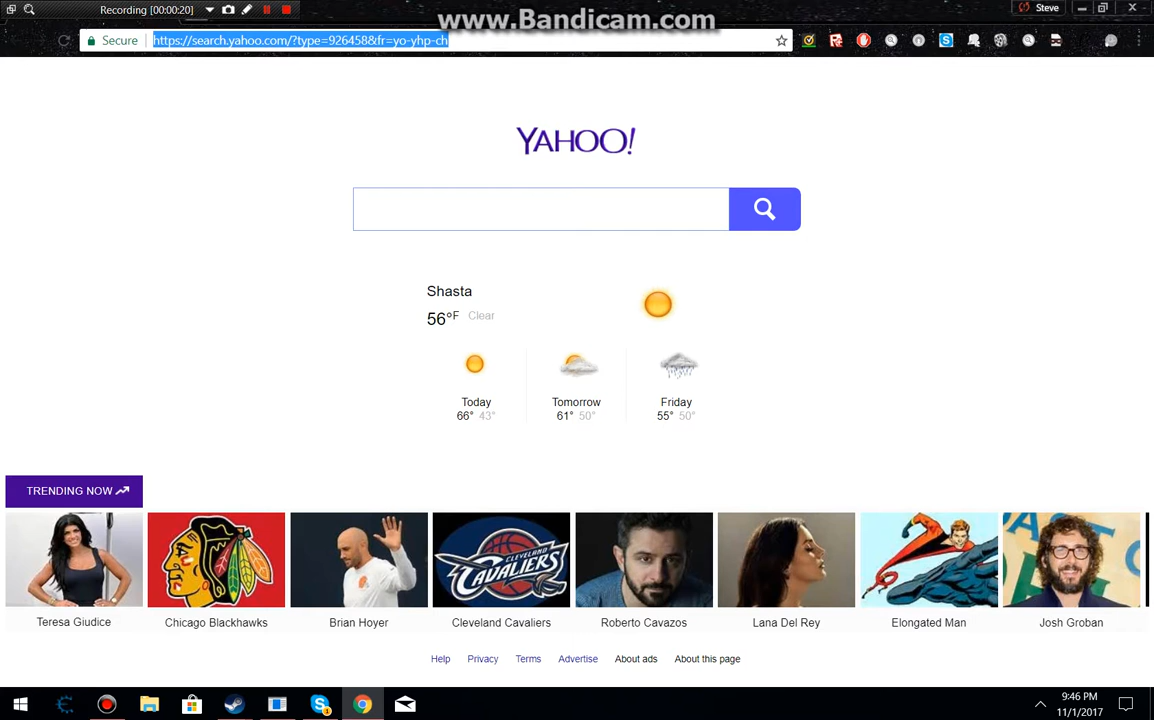 Recording [00:00:20]
www.Bandicam.com
Steve
Secure
https://search.yahoo.com/?type=926458&fr=yo-yhp-ch
YAHOO!
Shasta
56°F Clear
Today
66° 43°
Tomorrow
61° 50°
Friday
55° 50°
TRENDING NOW
CLEVELAND
CAVALIERS
Teresa Giudice
Chicago Blackhawks
Brian Hoyer
Cleveland Cavaliers
Roberto Cavazos
Lana Del Rey
Elongated Man
Josh Groban
Help
Privacy
Terms
Advertise
About ads
About this page
9:46 PM
11/1/2017